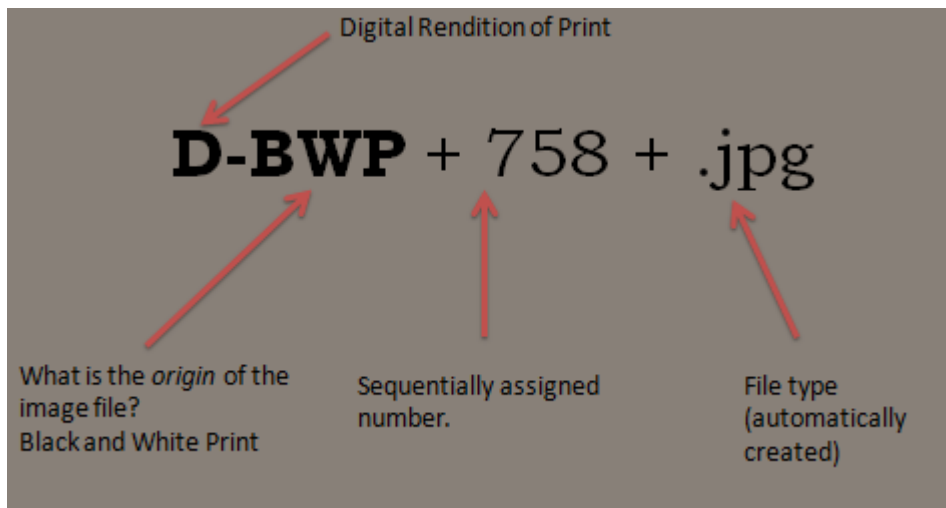 Digital Rendition of Print
D-BWP + 758 + .jpg
What is the origin of the
image file?
Black and White Print
Sequentially assigned
number.
File type
(automatically
created)